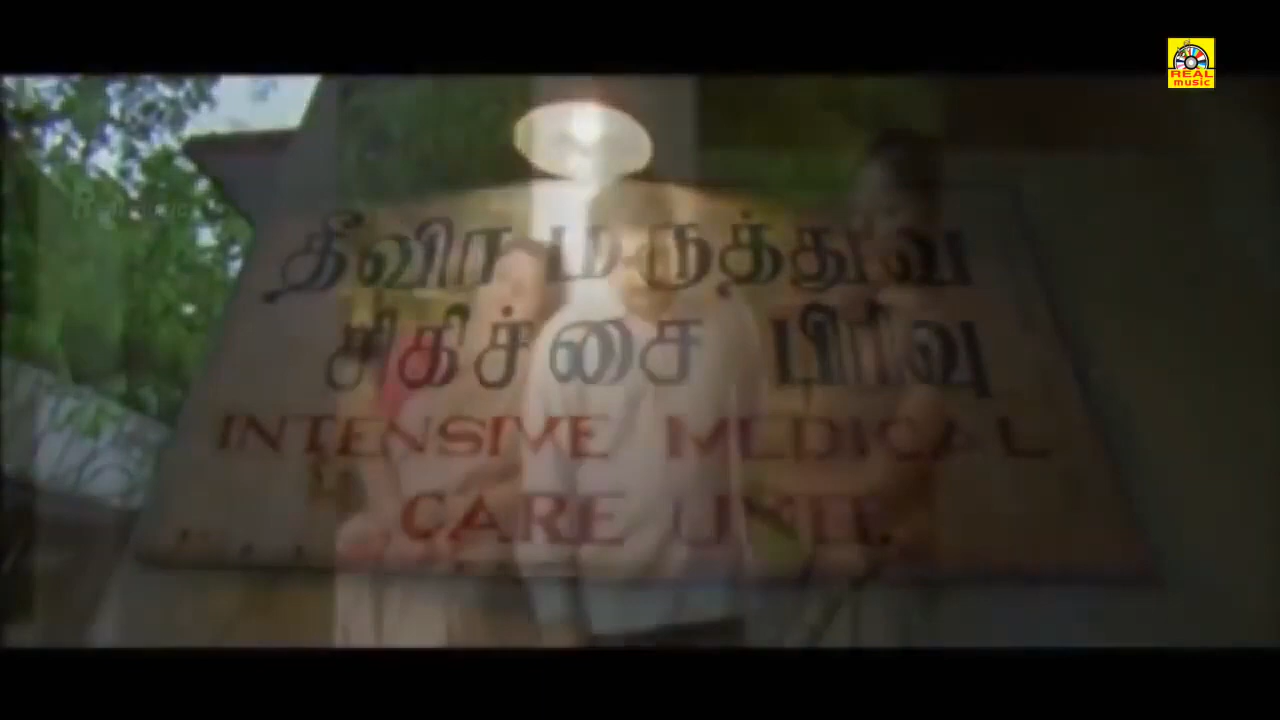 REAL
music
தீவிர மருத்துவ
சிகிச்சை பிரிவு
INTENSIVE MEDICAL
CARE UNIT.